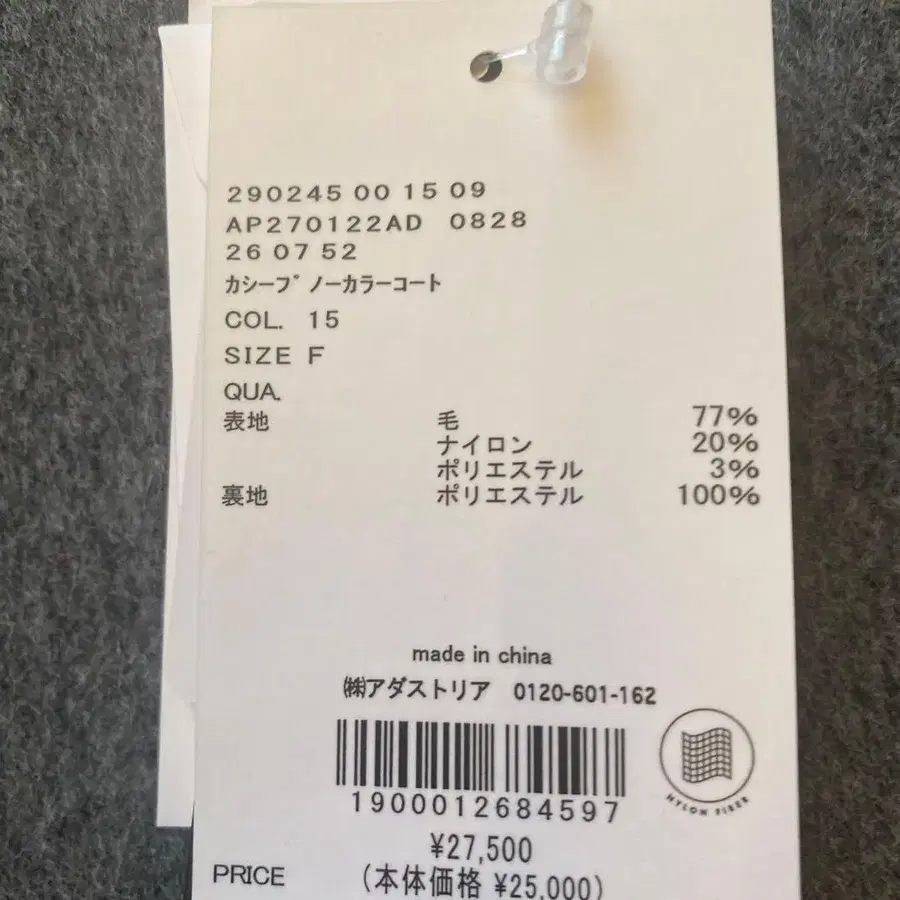 290245 00 15 09
AP270122AD 0828
26 07 52
カシープ ノーカラーコート
COL. 15
SIZE F
QUA.
表地 毛 77%
ナイロン 20%
ポリエステル 3%
裏地 ポリエステル 100%
made in china
㈱アダストリア 0120-601-162
1900012684597
NYLON FIBER
¥27,500
PRICE (本体価格 ¥25,000)